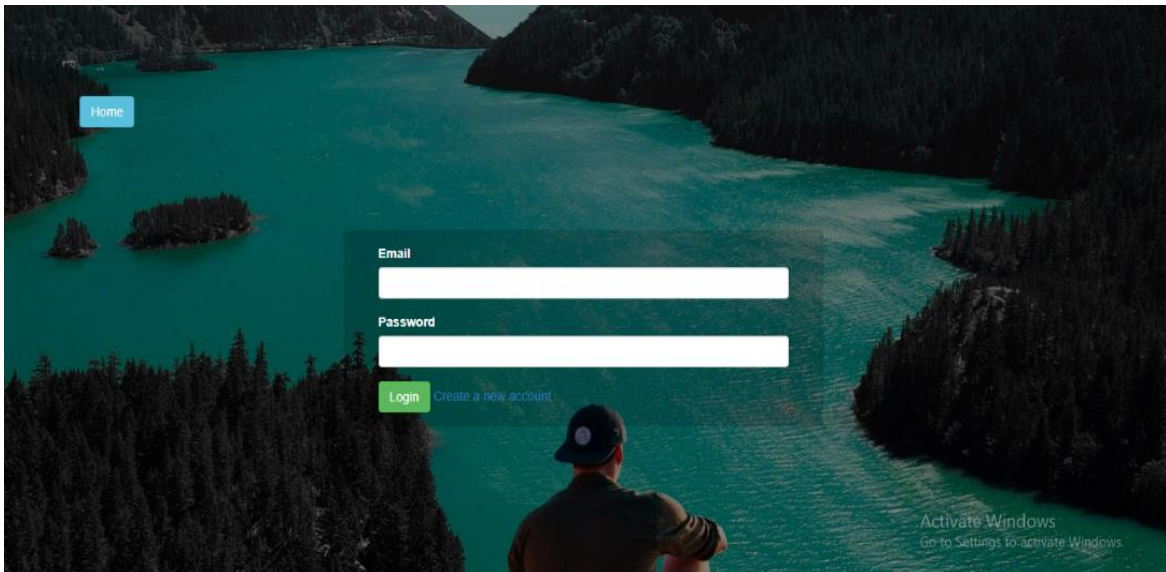 Home
Email
Password
Login Create a new account
Activate Windows
Go to Settings to activate Windows.